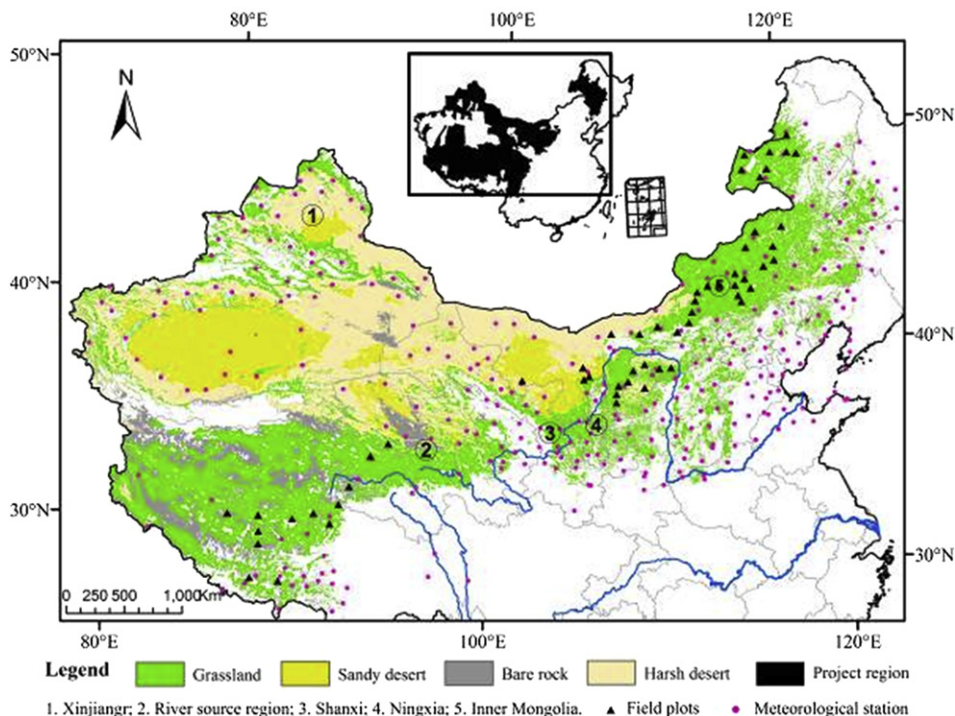 80°E 100°E 120°E
50°N
N
50°N
1
40°N
5
40°N
3 4
2
30°N
30°N
0 250 500 1,000 Km
80°E 100°E 120°E
Legend Grassland Sandy desert Bare rock Harsh desert Project region
1. Xinjiangr; 2. River source region; 3. Shanxi; 4. Ningxia; 5. Inner Mongolia. Field plots Meteorological station